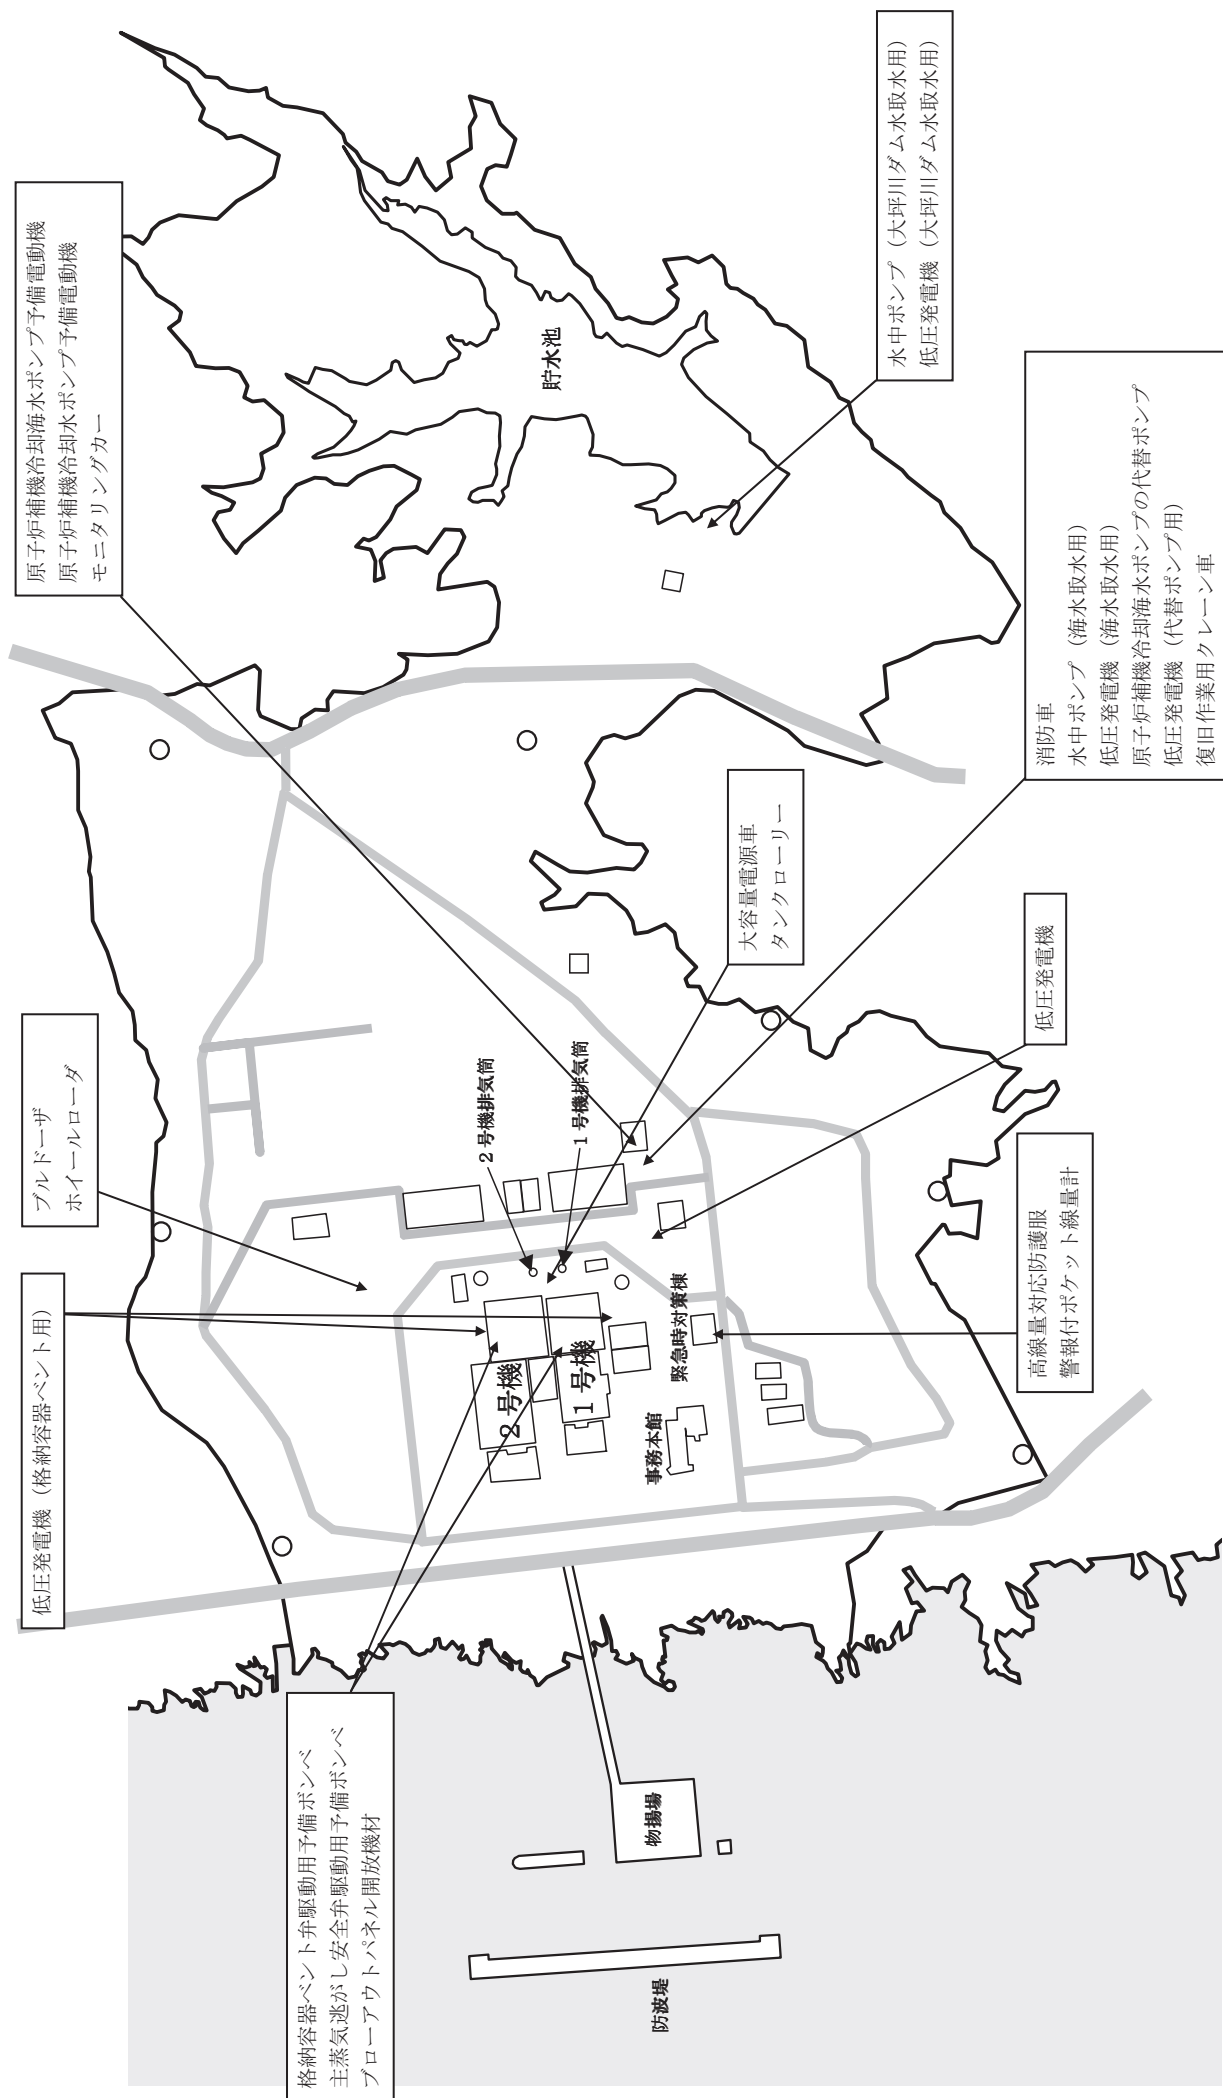 格納容器ベント弁駆動用予備ボンベ
主蒸気逃がし安全弁駆動用予備ボンベ
ブローアウトパネル開放機材
低圧発電機（格納容器ベント用）
ブルドーザ
ホイールローダ
原子炉補機冷却海水ポンプ予備電動機
原子炉補機冷却水ポンプ予備電動機
モニタリングカー
２号機排気筒
１号機排気筒
２号機
１号機
貯水池
防波堤
物揚場
事務本館
緊急時対策棟
大容量電源車
タンクローリー
水中ポンプ（大坪川ダム水取水用）
低圧発電機（大坪川ダム水取水用）
高線量対応防護服
警報付ポケット線量計
低圧発電機
消防車
水中ポンプ（海水取水用）
低圧発電機（海水取水用）
原子炉補機冷却海水ポンプの代替ポンプ
低圧発電機（代替ポンプ用）
復旧作業用クレーン車